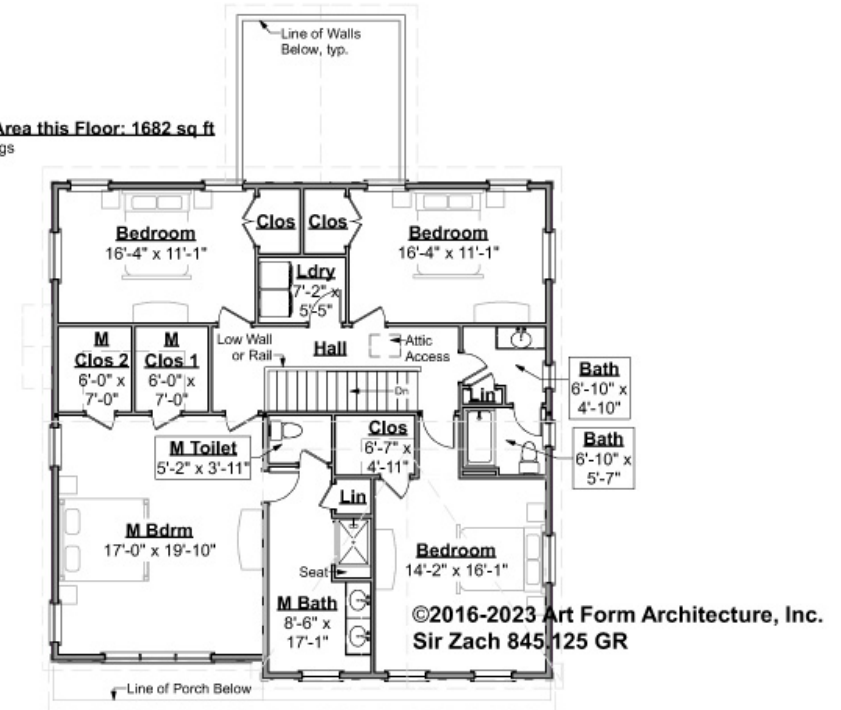 Line of Walls
Below, typ.
Area this Floor: 1682 sq ft
gs
Clos
Clos
Bedroom
16'-4" x 11'-1"
Bedroom
16'-4" x 11'-1"
Ldry
7'-2" x
5'-5"
M
Clos 2
6'-0" x
7'-0"
M
Clos 1
6'-0" x
7'-0"
Low Wall
or Rail
Hall
Attic
Access
Dn
Lin
Bath
6'-10" x
4'-10"
Bath
6'-10" x
5'-7"
M Toilet
5'-2" x 3'-11"
Clos
6'-7" x
4'-11"
Lin
M Bdrm
17'-0" x 19'-10"
Seat
Bedroom
14'-2" x 16'-1"
M Bath
8'-6" x
17'-1"
©2016-2023 Art Form Architecture, Inc.
Sir Zach 845.125 GR
Line of Porch Below